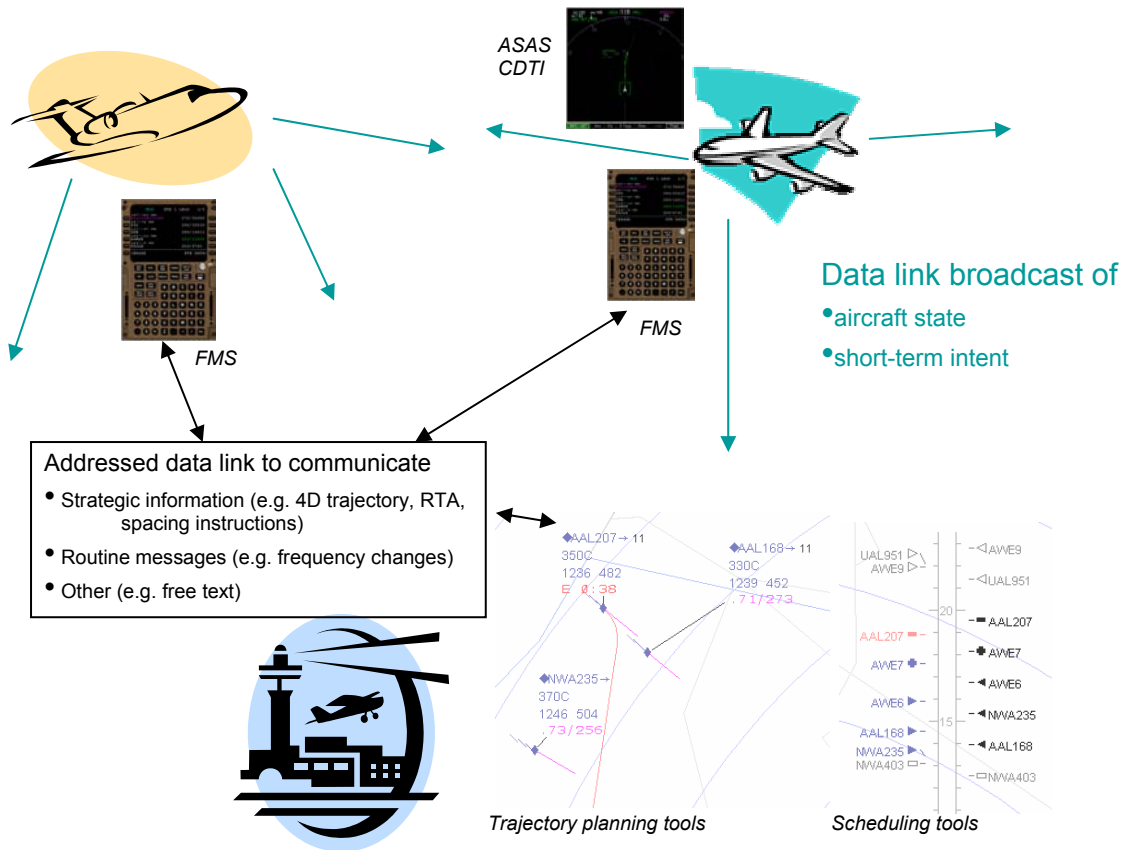 ASAS
CDTI
FMS
FMS
Data link broadcast of
•aircraft state
•short-term intent
Addressed data link to communicate
• Strategic information (e.g. 4D trajectory, RTA,
spacing instructions)
• Routine messages (e.g. frequency changes)
• Other (e.g. free text)
AAL207→ 11
350C
1236 482
E 0:38
AAL168→ 11
330C
1239 452
.71/273
NWA235→
370C
1246 504
.73/256
Trajectory planning tools
UAL951
AWE9
AAL207
AWE7
AWE6
AAL168
NWA235
NWA403
20
15
AWE9
UAL951
AAL207
AWE7
AWE6
NWA235
AAL168
NWA403
Scheduling tools